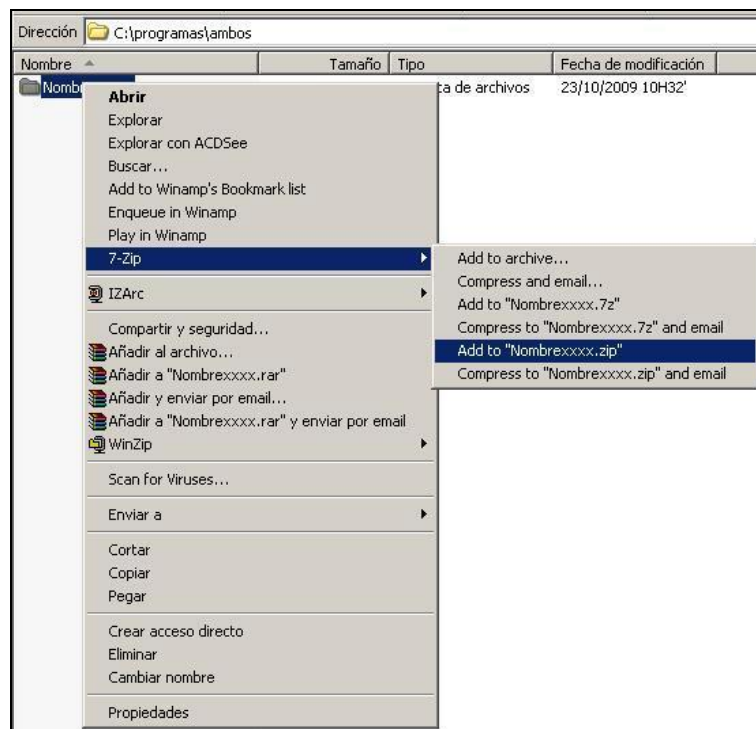 Dirección C:\programas\ambos
Nombre Tamaño Tipo Fecha de modificación
de archivos 23/10/2009 10H32'
Abrir
Explorar
Explorar con ACDSee
Buscar...
Add to Winamp's Bookmark list
Enqueue in Winamp
Play in Winamp
7-Zip
IZArc
Compartir y seguridad...
Añadir al archivo...
Añadir a "Nombrexxxx.rar"
Añadir y enviar por email...
Añadir a "Nombrexxxx.rar" y enviar por email
WinZip
Scan for Viruses...
Enviar a
Cortar
Copiar
Pegar
Crear acceso directo
Eliminar
Cambiar nombre
Propiedades
Add to archive...
Compress and email...
Add to "Nombrexxxx.7z"
Compress to "Nombrexxxx.7z" and email
Add to "Nombrexxxx.zip"
Compress to "Nombrexxxx.zip" and email